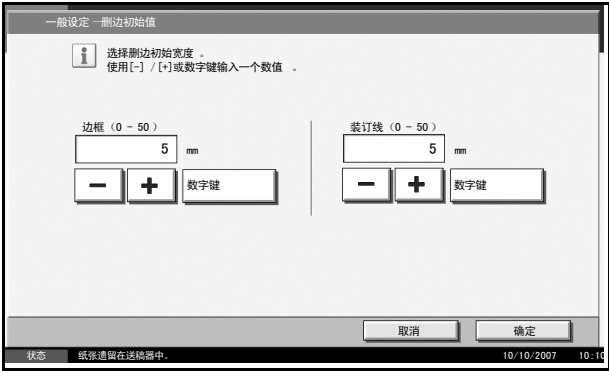 一般设定 －删边初始值
选择删边初始宽度 。
使用[-] /[+]或数字键输入一个数值 。
边框 (0 - 50 )
5 mm
数字键
装订线 (0 - 50 )
5 mm
数字键
取消 确定
状态 纸张遗留在送稿器中. 10/10/2007 10:10